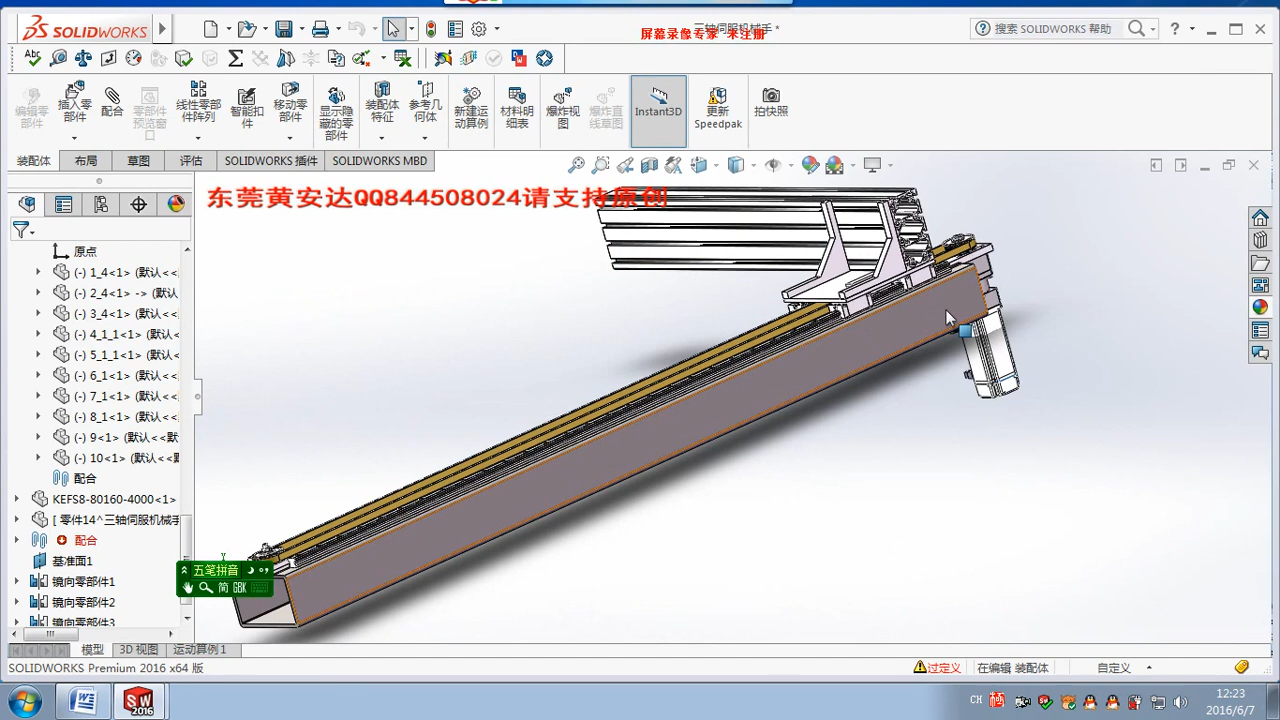 SOLIDWORKS
三轴伺服机械手 *
屏幕录像专家 未注册
搜索 SOLIDWORKS 帮助
编辑零部件
插入零部件
配合
零部件预览窗口
线性零部件阵列
智能扣件
移动零部件
显示隐藏的零部件
装配体特征
参考几何体
新建运动算例
材料明细表
爆炸视图
爆炸直线草图
Instant3D
更新 Speedpak
拍快照
装配体
布局
草图
评估
SOLIDWORKS 插件
SOLIDWORKS MBD
东莞黄安达QQ844508024请支持原创
原点
(-) 1_4<1> (默认<<
(-) 2_4<1> -> (默认
(-) 3_4<1> (默认<<
(-) 4_1_1<1> (默认
(-) 5_1_1<1> (默认
(-) 6_1<1> (默认<<
(-) 7_1<1> (默认<<
(-) 8_1<1> (默认<<
(-) 9<1> (默认<<默
(-) 10<1> (默认<<
配合
KEFS8-80160-4000<1>
[ 零件14^三轴伺服机械手
配合
基准面1
镜向零部件1
镜向零部件2
镜向零部件3
五笔拼音
简 GBK
模型
3D 视图
运动算例1
SOLIDWORKS Premium 2016 x64 版
过定义
在编辑 装配体
自定义
SW 2016
CH
12:23
2016/6/7